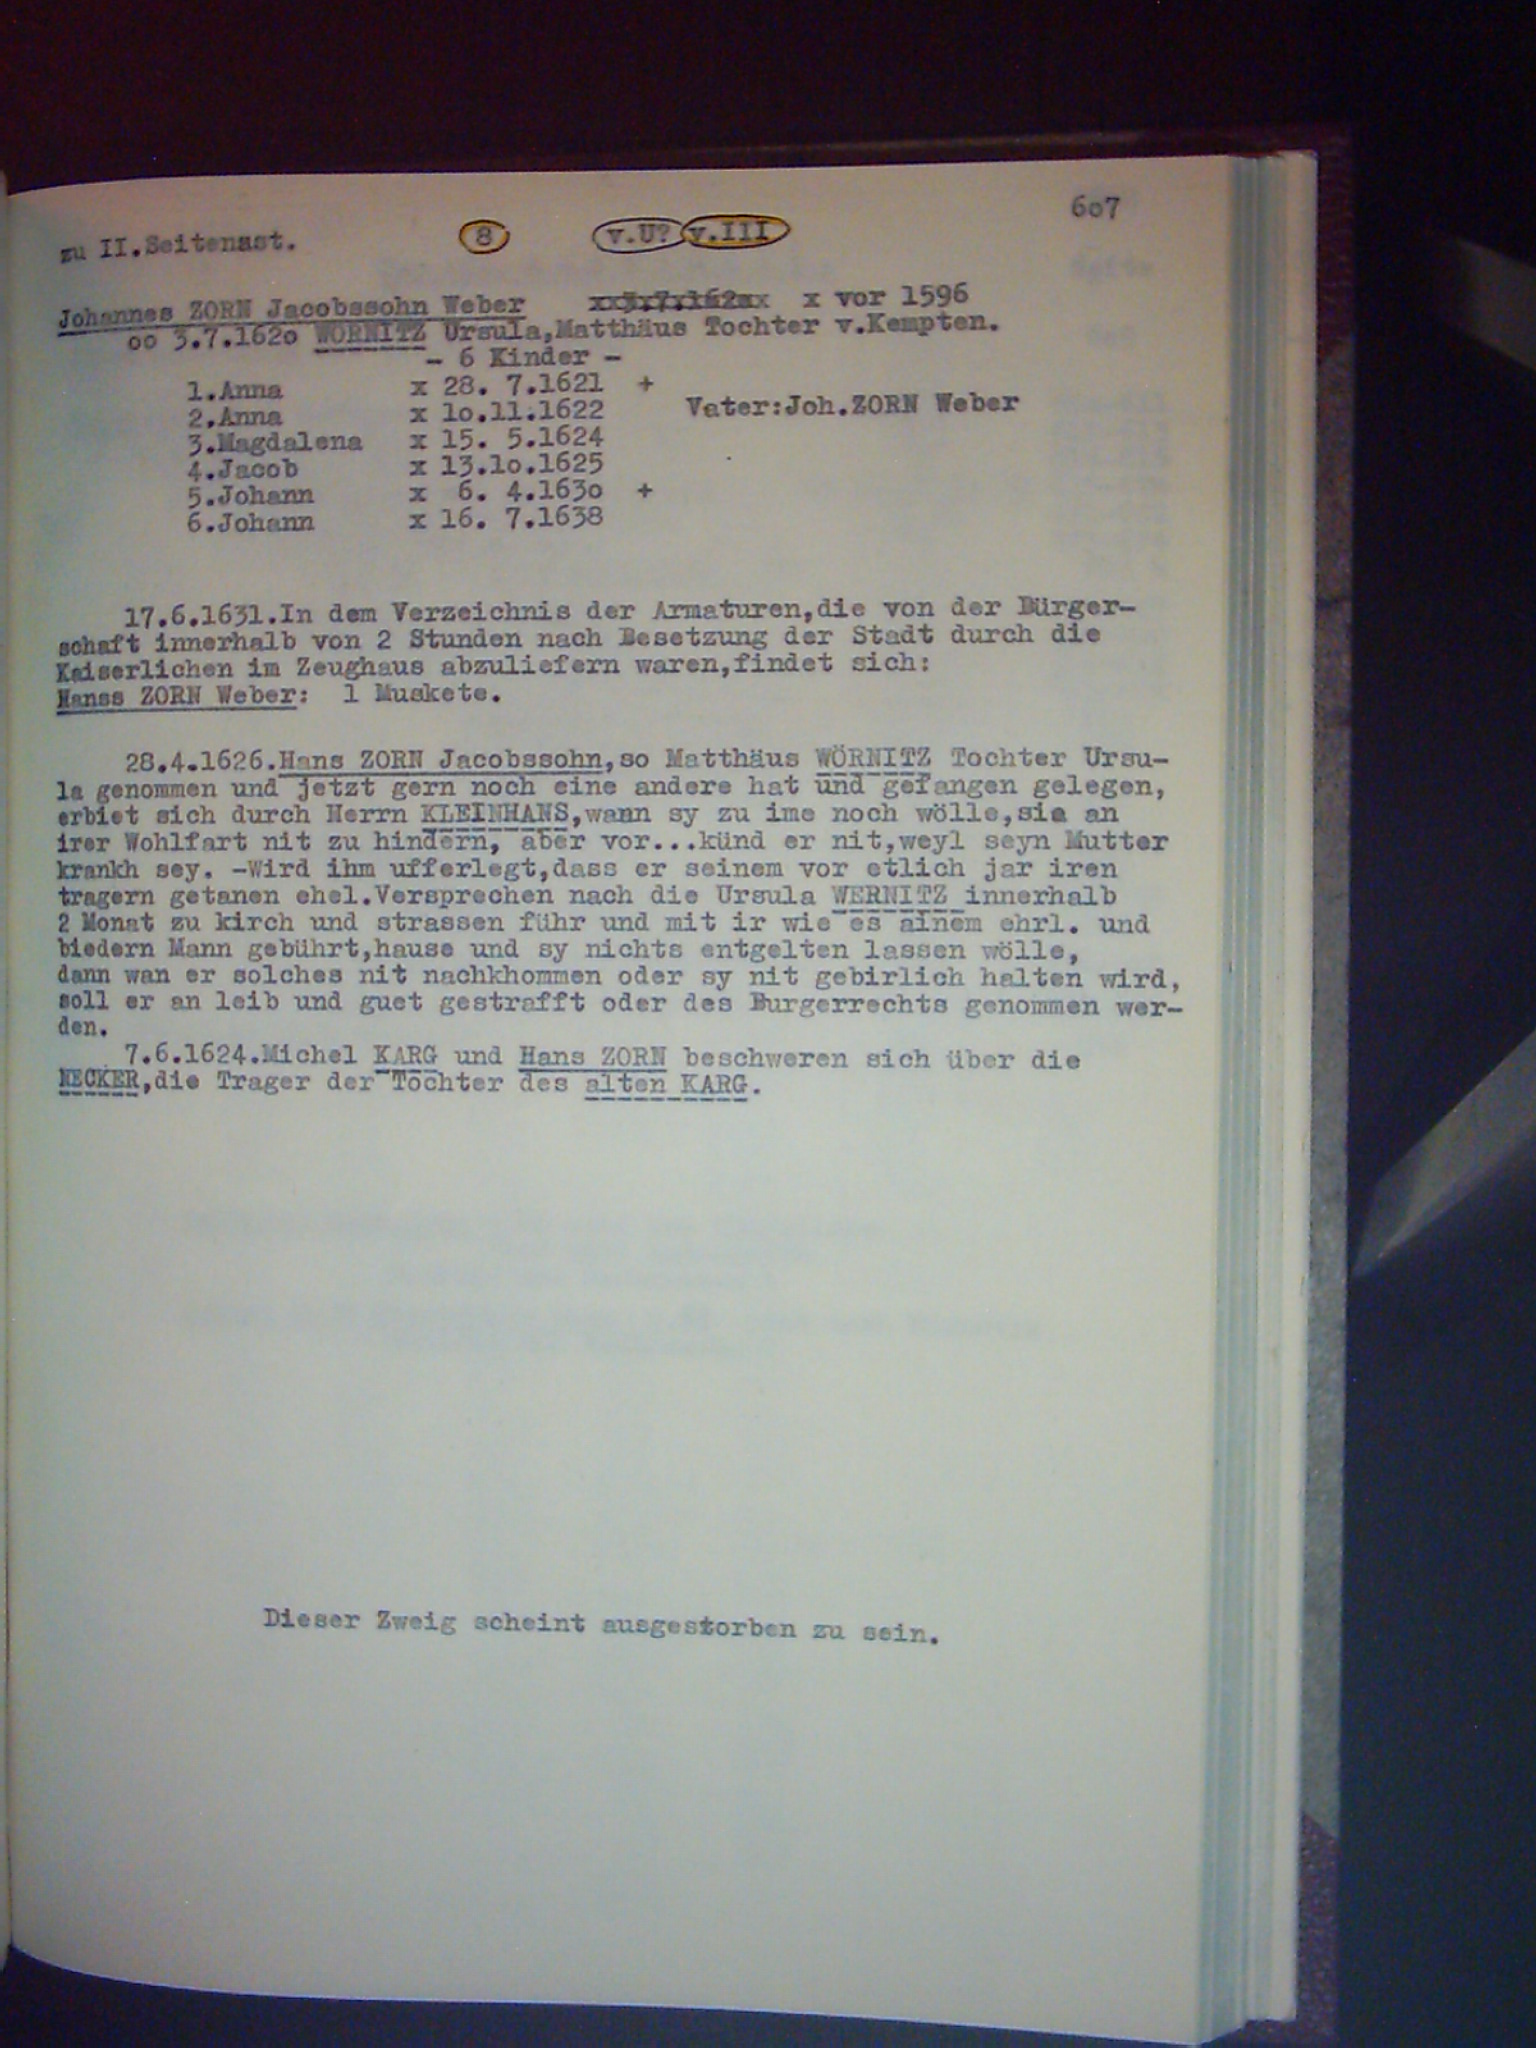 6o7
zu II.Seitenast. 8 v.U? v.III
Johannes ZORN Jacobssohn Weber xx3.7.162oxx x vor 1596
oo 3.7.162o WÖRNITZ Ursula,Matthäus Tochter v.Kempten.
- 6 Kinder -
1.Anna x 28. 7.1621 +
2.Anna x 1o.11.1622 Vater:Joh.ZORN Weber
3.Magdalena x 15. 5.1624
4.Jacob x 13.1o.1625
5.Johann x 6. 4.163o +
6.Johann x 16. 7.1638
17.6.1631.In dem Verzeichnis der Armaturen,die von der Bürger-
schaft innerhalb von 2 Stunden nach Besetzung der Stadt durch die
Kaiserlichen im Zeughaus abzuliefern waren,findet sich:
Hanss ZORN Weber: 1 Muskete.
28.4.1626.Hans ZORN Jacobssohn,so Matthäus WÖRNITZ Tochter Ursu-
la genommen und jetzt gern noch eine andere hat und gefangen gelegen,
erbiet sich durch Herrn KLEINHANS,wann sy zu ime noch wölle,sie an
irer Wohlfart nit zu hindern, aber vor...künd er nit,weyl seyn Mutter
krankh sey. -Wird ihm ufferlegt,dass er seinem vor etlich jar iren
tragern getanen ehel.Versprechen nach die Ursula WERNITZ innerhalb
2 Monat zu kirch und strassen führ und mit ir wie es ainem ehrl. und
biedern Mann gebührt,hause und sy nichts entgelten lassen wölle,
dann wan er solches nit nachkhommen oder sy nit gebirlich halten wird,
soll er an leib und guet gestrafft oder des Burgerrechts genommen wer-
den.
7.6.1624.Michel KARG und Hans ZORN beschweren sich über die
NECKER,die Trager der Tochter des alten KARG.
Dieser Zweig scheint ausgestorben zu sein.